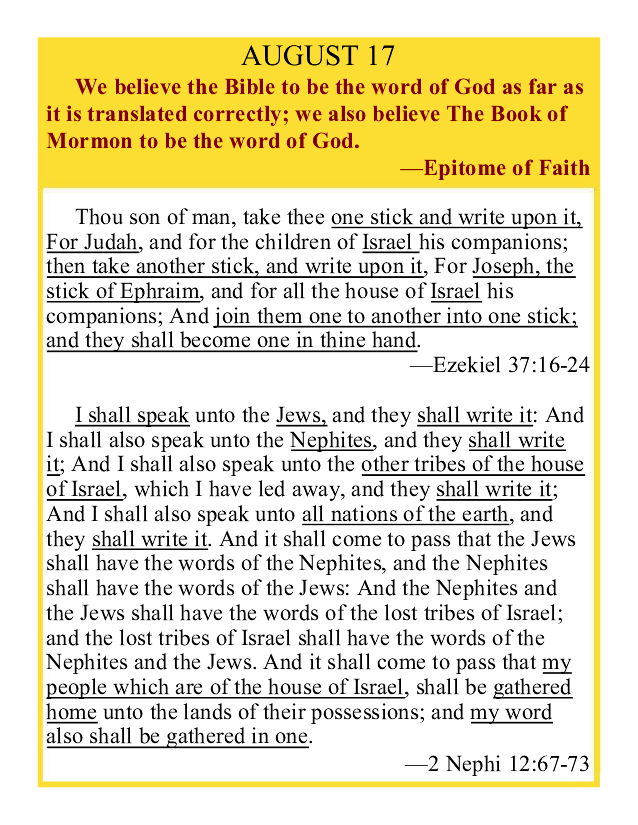 AUGUST 17
We believe the Bible to be the word of God as far as
it is translated correctly; we also believe The Book of
Mormon to be the word of God.
—Epitome of Faith
Thou son of man, take thee one stick and write upon it,
For Judah, and for the children of Israel his companions;
then take another stick, and write upon it, For Joseph, the
stick of Ephraim, and for all the house of Israel his
companions; And join them one to another into one stick;
and they shall become one in thine hand.
—Ezekiel 37:16-24
I shall speak unto the Jews, and they shall write it: And
I shall also speak unto the Nephites, and they shall write
it; And I shall also speak unto the other tribes of the house
of Israel, which I have led away, and they shall write it;
And I shall also speak unto all nations of the earth, and
they shall write it. And it shall come to pass that the Jews
shall have the words of the Nephites, and the Nephites
shall have the words of the Jews: And the Nephites and
the Jews shall have the words of the lost tribes of Israel;
and the lost tribes of Israel shall have the words of the
Nephites and the Jews. And it shall come to pass that my
people which are of the house of Israel, shall be gathered
home unto the lands of their possessions; and my word
also shall be gathered in one.
—2 Nephi 12:67-73